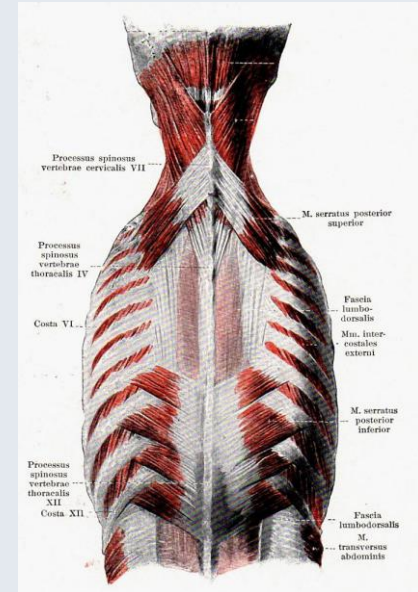 Processus spinosus
vertebrae cervicalis VII
M. serratus posterior
superior
Processus
spinosus
vertebrae
thoracalis IV
Fascia
lumbo-
dorsalis
Costa VI
Mm. inter-
costales
externi
M. serratus
posterior
inferior
Processus
spinosus
vertebrae
thoracalis
XII
Costa XII
Fascia
lumbodorsalis
M.
transversus
abdominis